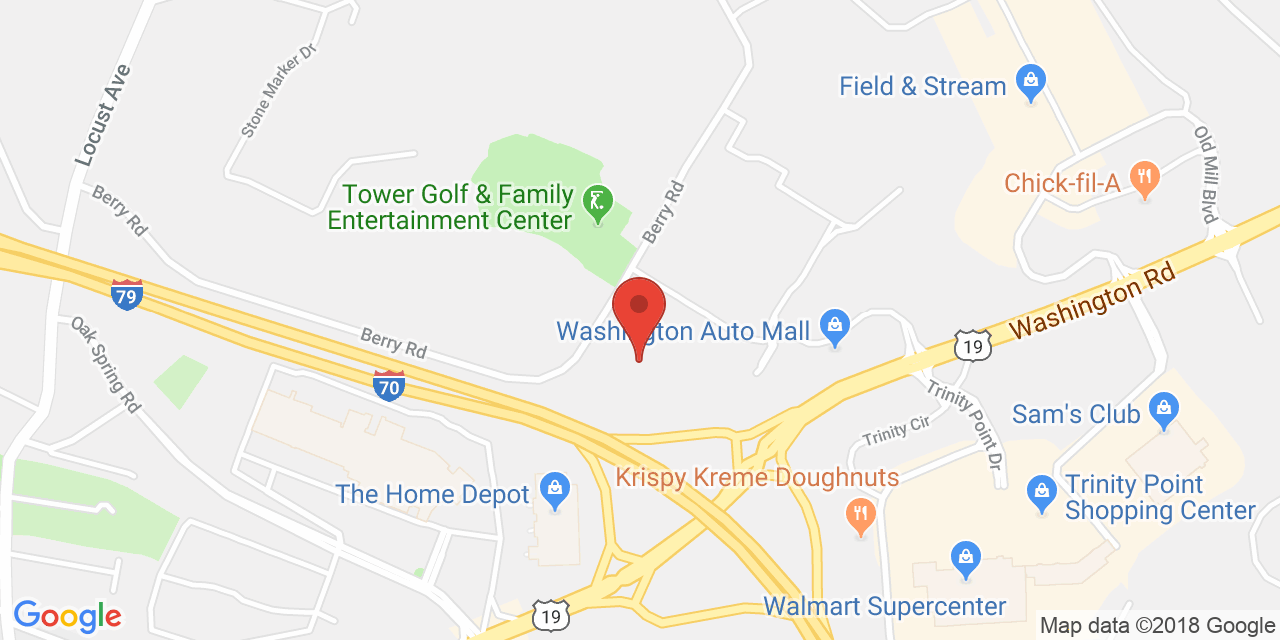 Locust Ave
Stone Marker Dr
Field & Stream
Old Mill Blvd
Chick-fil-A
Berry Rd
Tower Golf & Family
Entertainment Center
Berry Rd
79
Washington Rd
19
Oak Spring Rd
Berry Rd
Washington Auto Mall
70
Trinity Point Dr
Trinity Cir
Sam's Club
Krispy Kreme Doughnuts
The Home Depot
Trinity Point
Shopping Center
Walmart Supercenter
19
Google
Map data ©2018 Google